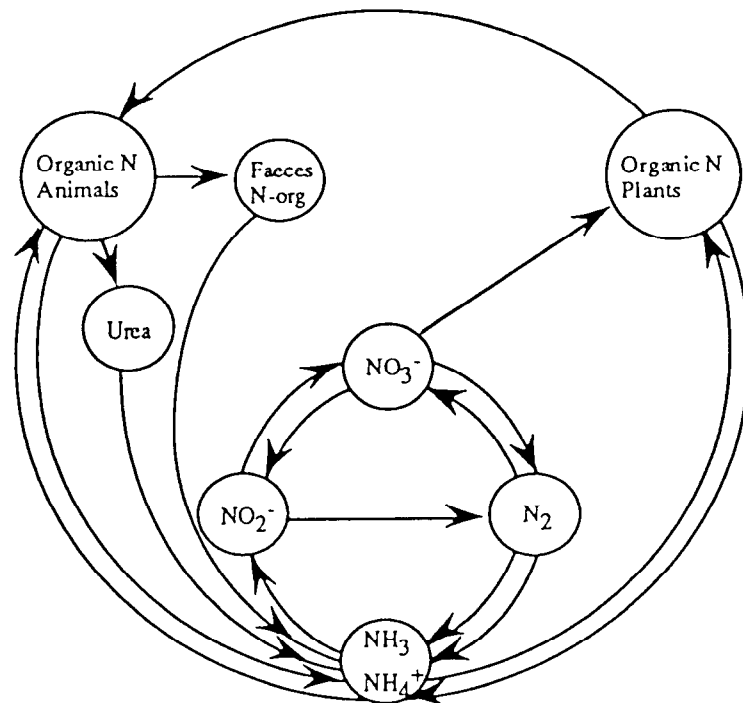 Organic N
Animals
Faeces
N-org
Organic N
Plants
Urea
NO₃⁻
NO₂⁻
N₂
NH₃
NH₄⁺